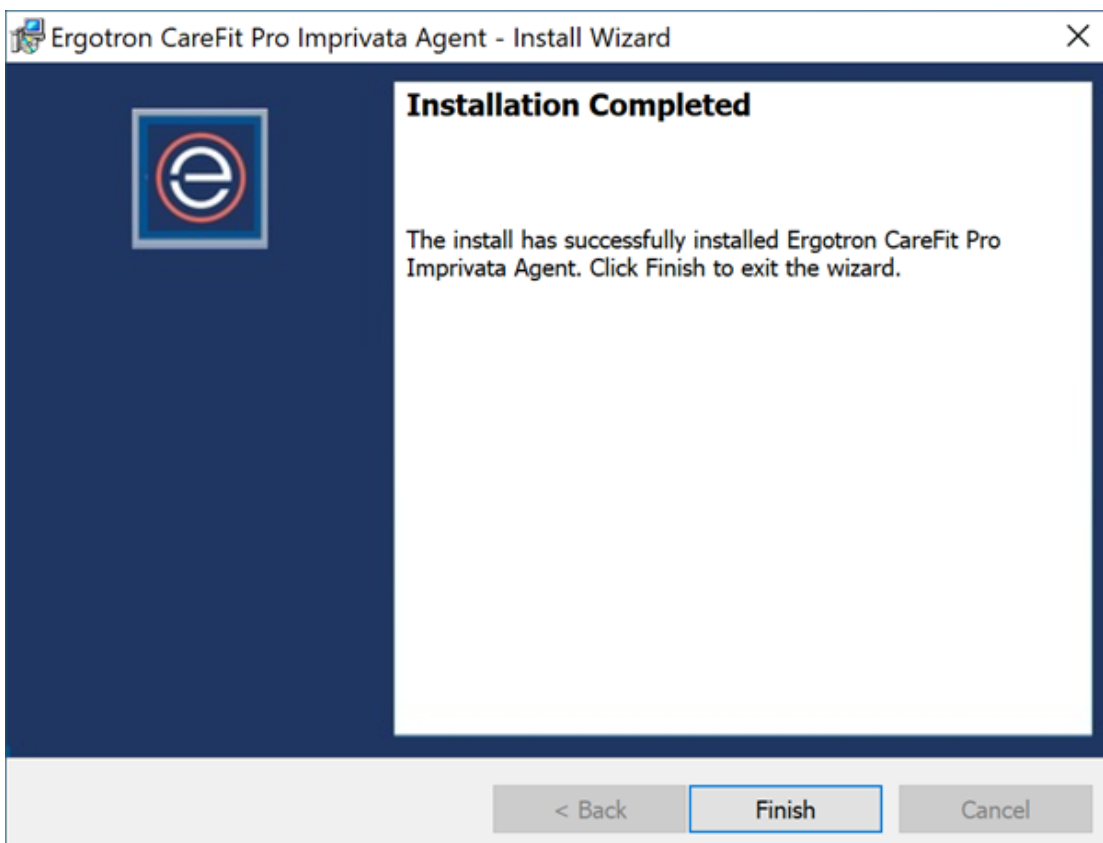 Ergotron CareFit Pro Imprivata Agent - Install Wizard
Installation Completed
The install has successfully installed Ergotron CareFit Pro
Imprivata Agent. Click Finish to exit the wizard.
< Back
Finish
Cancel